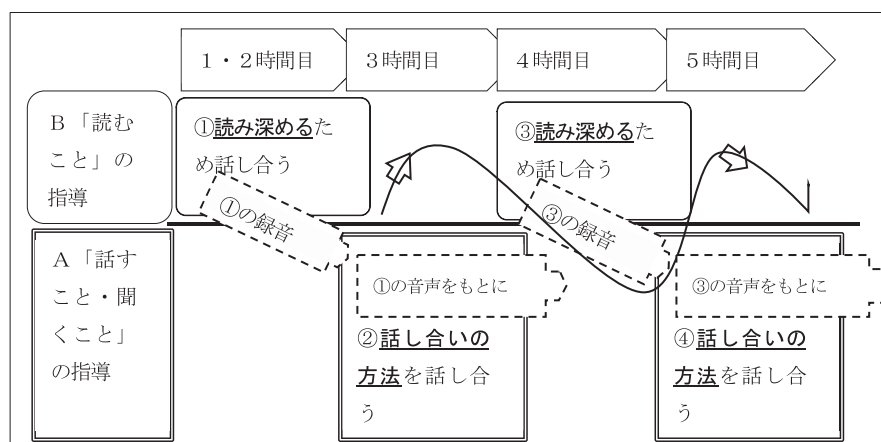 １・２時間目
３時間目
４時間目
５時間目
Ｂ「読む
こと」の
指導
①読み深めるた
め話し合う
①の録音
③読み深めるた
め話し合う
③の録音
Ａ「話す
こと・聞
くこと」
の指導
①の音声をもとに
②話し合いの
方法を話し合
う
③の音声をもとに
④話し合いの
方法を話し合
う